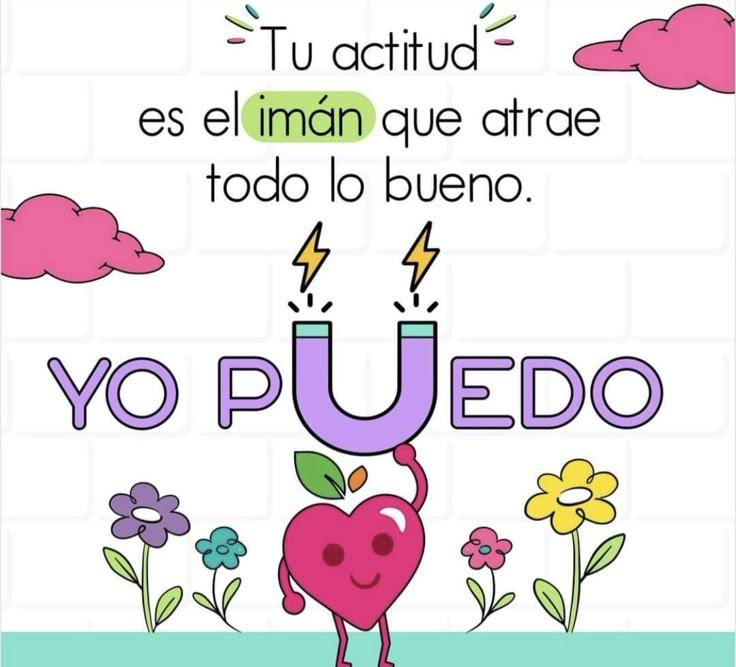 Tu actitud
es el imán que atrae
todo lo bueno.
YO PUEDO